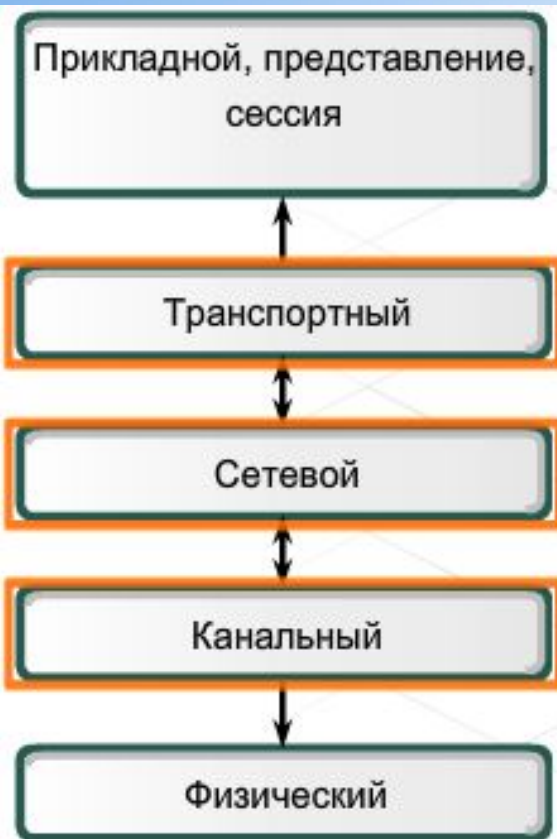 Прикладной, представление,
сессия
Транспортный
Сетевой
Канальный
Физический